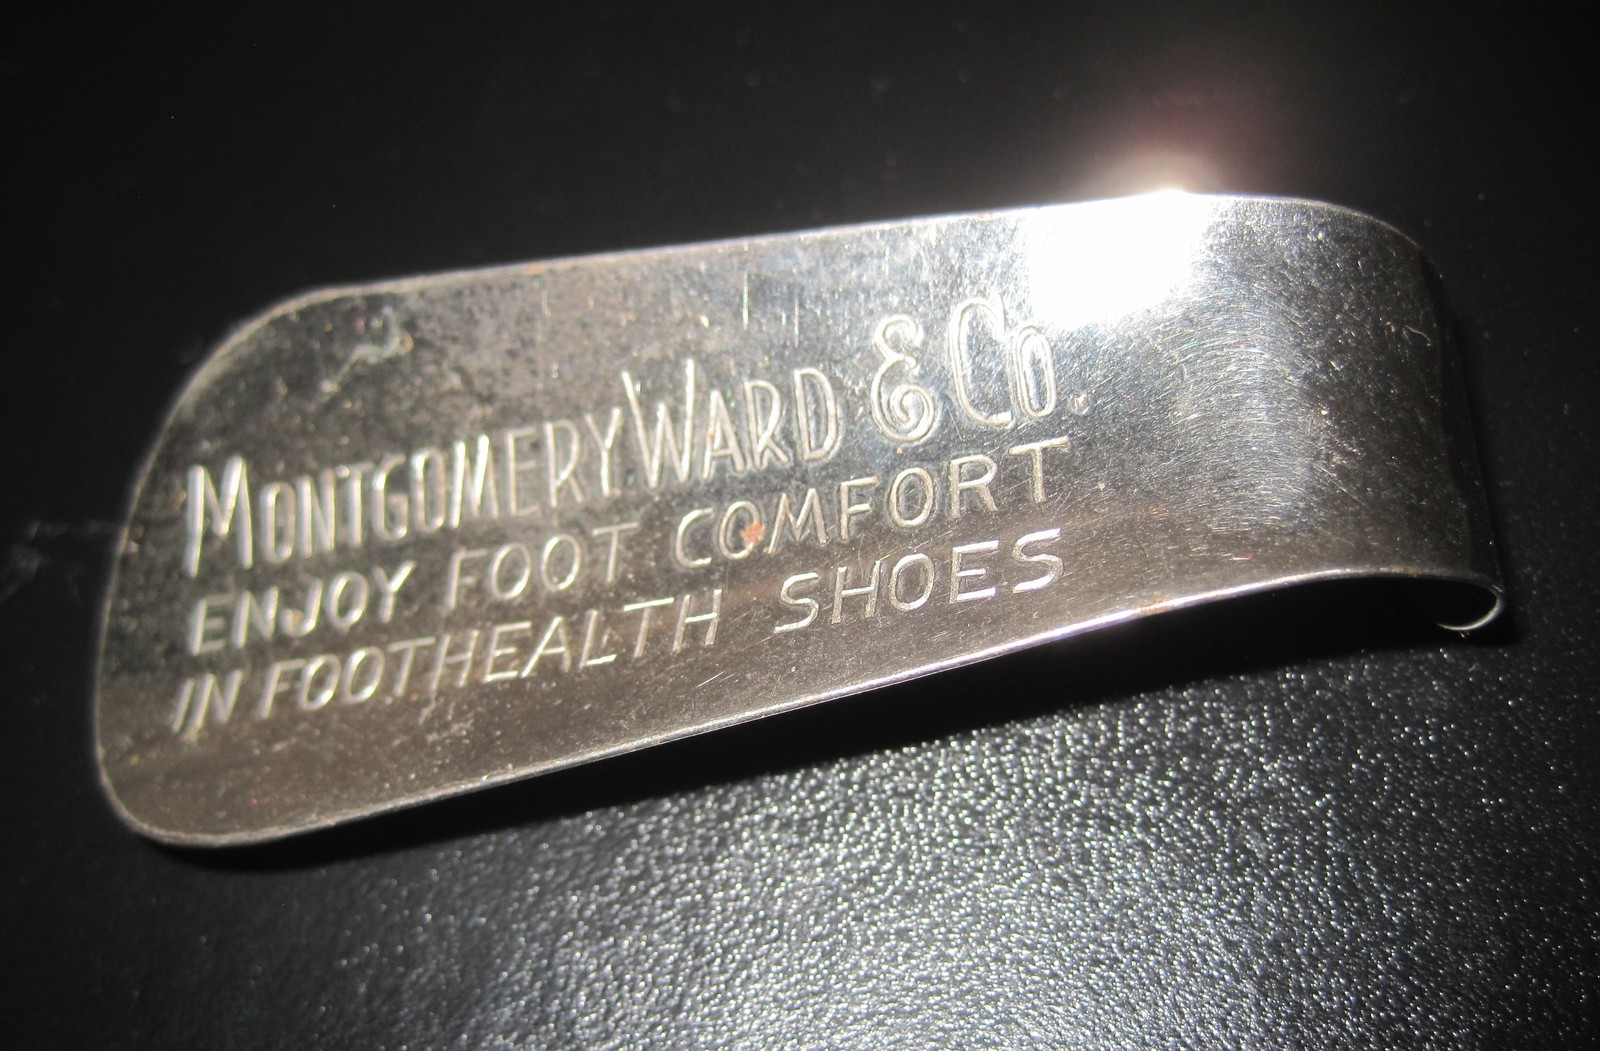 MONTGOMERY WARD & CO.
ENJOY FOOT COMFORT
IN FOOTHEALTH SHOES